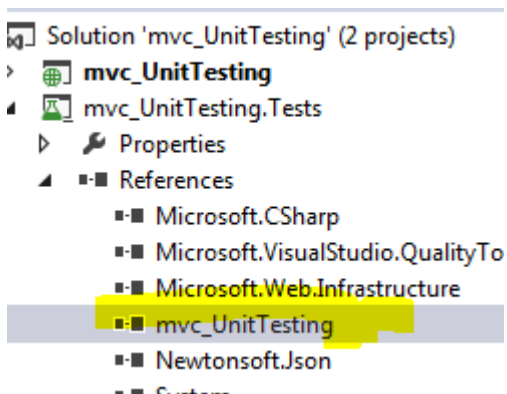 Solution 'mvc_UnitTesting' (2 projects)
mvc_UnitTesting
mvc_UnitTesting.Tests
Properties
References
Microsoft.CSharp
Microsoft.VisualStudio.QualityTo
Microsoft.Web.Infrastructure
mvc_UnitTesting
Newtonsoft.Json
System